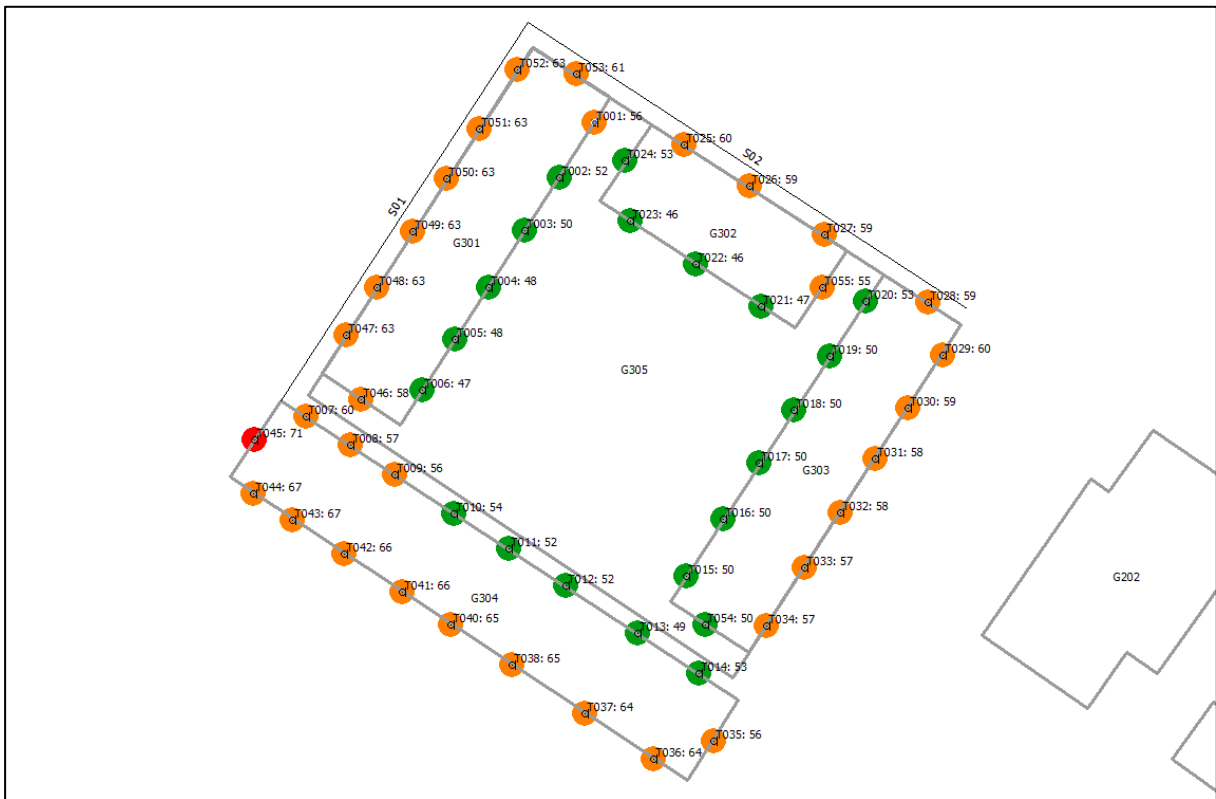 T052: 63
T053: 61
T001: 56
T051: 63
T025: 60
T024: 53
S02
T002: 52
T050: 63
T026: 59
S01
T023: 46
T003: 50
T049: 63
G302
T027: 59
G301
T022: 46
T048: 63
T004: 48
T055: 55
T021: 47
T020: 53
T028: 59
T047: 63
T005: 48
T019: 50
T029: 60
G305
T006: 47
T046: 58
T018: 50
T030: 59
T007: 60
T045: 71
T008: 57
T017: 50
T031: 58
G303
T009: 56
T044: 67
T010: 54
T016: 50
T032: 58
T043: 67
T011: 52
T042: 66
T033: 57
T015: 50
G202
T012: 52
T041: 66
G304
T040: 65
T054: 50
T034: 57
T013: 49
T038: 65
T014: 53
T037: 64
T035: 56
T036: 64